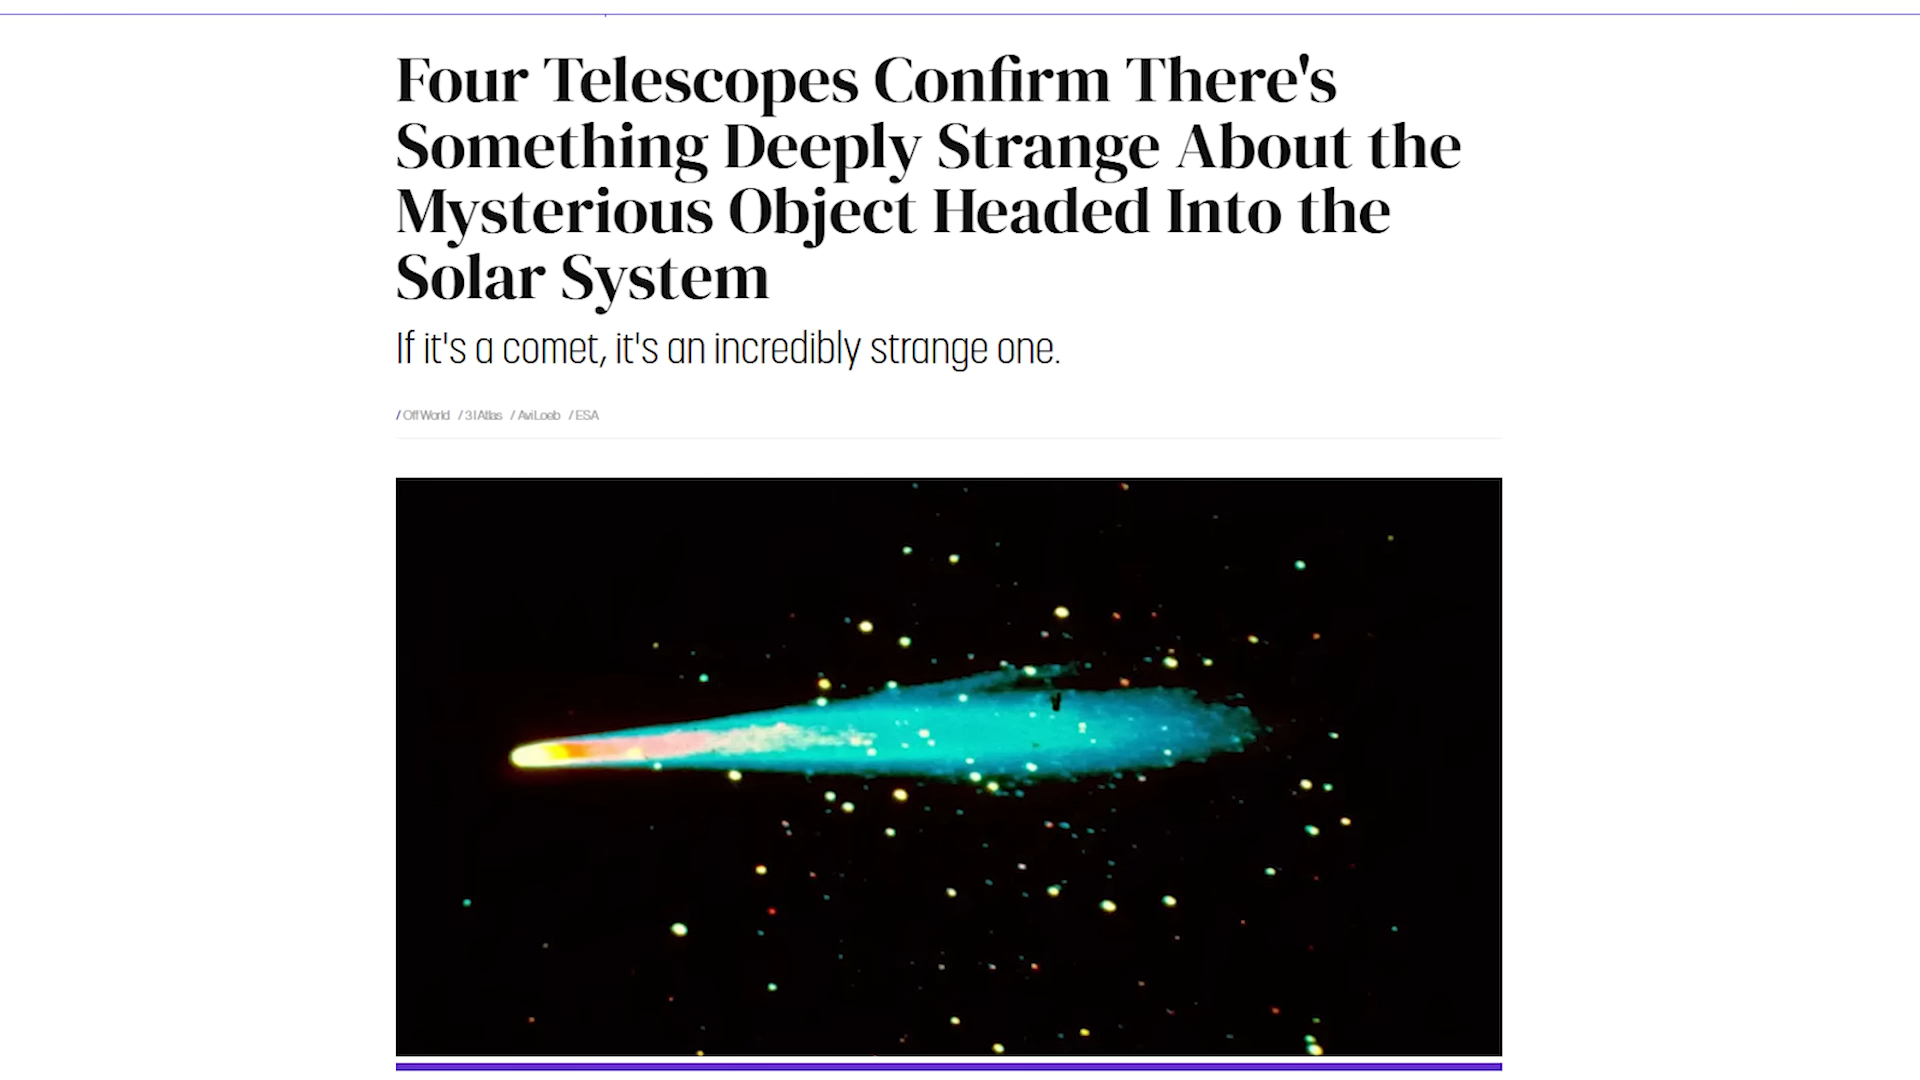 Four Telescopes Confirm There's
Something Deeply Strange About the
Mysterious Object Headed Into the
Solar System
If it's a comet, it's an incredibly strange one.
/ Off World / 3I Atlas / Avi Loeb / ESA